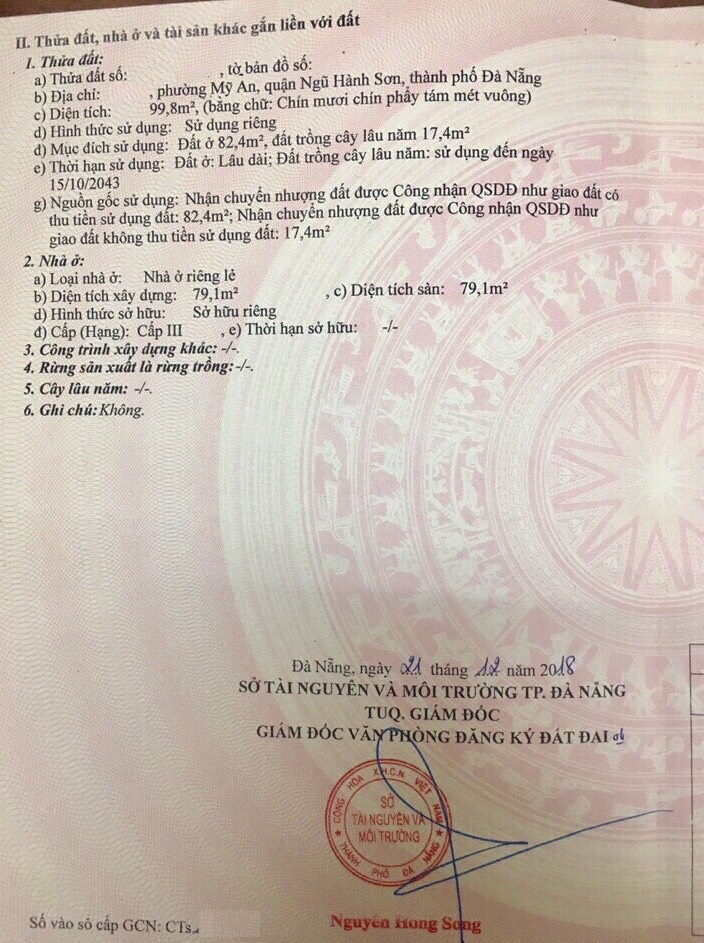 II. Thửa đất, nhà ở và tài sản khác gắn liền với đất
1. Thửa đất:
a) Thửa đất số: , tờ bản đồ số:
b) Địa chỉ: , phường Mỹ An, quận Ngũ Hành Sơn, thành phố Đà Nẵng
c) Diện tích: 99,8m², (bằng chữ: Chín mươi chín phẩy tám mét vuông)
d) Hình thức sử dụng: Sử dụng riêng
đ) Mục đích sử dụng: Đất ở 82,4m², đất trồng cây lâu năm 17,4m²
e) Thời hạn sử dụng: Đất ở: Lâu dài; Đất trồng cây lâu năm: sử dụng đến ngày
15/10/2043
g) Nguồn gốc sử dụng: Nhận chuyển nhượng đất được Công nhận QSDĐ như giao đất có
thu tiền sử dụng đất: 82,4m²; Nhận chuyển nhượng đất được Công nhận QSDĐ như
giao đất không thu tiền sử dụng đất: 17,4m²
2. Nhà ở:
a) Loại nhà ở: Nhà ở riêng lẻ
b) Diện tích xây dựng: 79,1m² , c) Diện tích sàn: 79,1m²
d) Hình thức sở hữu: Sở hữu riêng
đ) Cấp (Hạng): Cấp III , e) Thời hạn sở hữu: -/-
3. Công trình xây dựng khác: -/-.
4. Rừng sản xuất là rừng trồng: -/-.
5. Cây lâu năm: -/-.
6. Ghi chú: Không.
Đà Nẵng, ngày 21 tháng 12 năm 2018
SỞ TÀI NGUYÊN VÀ MÔI TRƯỜNG TP. ĐÀ NẴNG
TUQ. GIÁM ĐỐC
GIÁM ĐỐC VĂN PHÒNG ĐĂNG KÝ ĐẤT ĐAI
CỘNG HÒA X.H.C.N VIỆT NAM
SỞ
TÀI NGUYÊN VÀ
MÔI TRƯỜNG
THÀNH PHỐ ĐÀ NẴNG
Số vào sổ cấp GCN: CTs.
Nguyễn Hồng Song